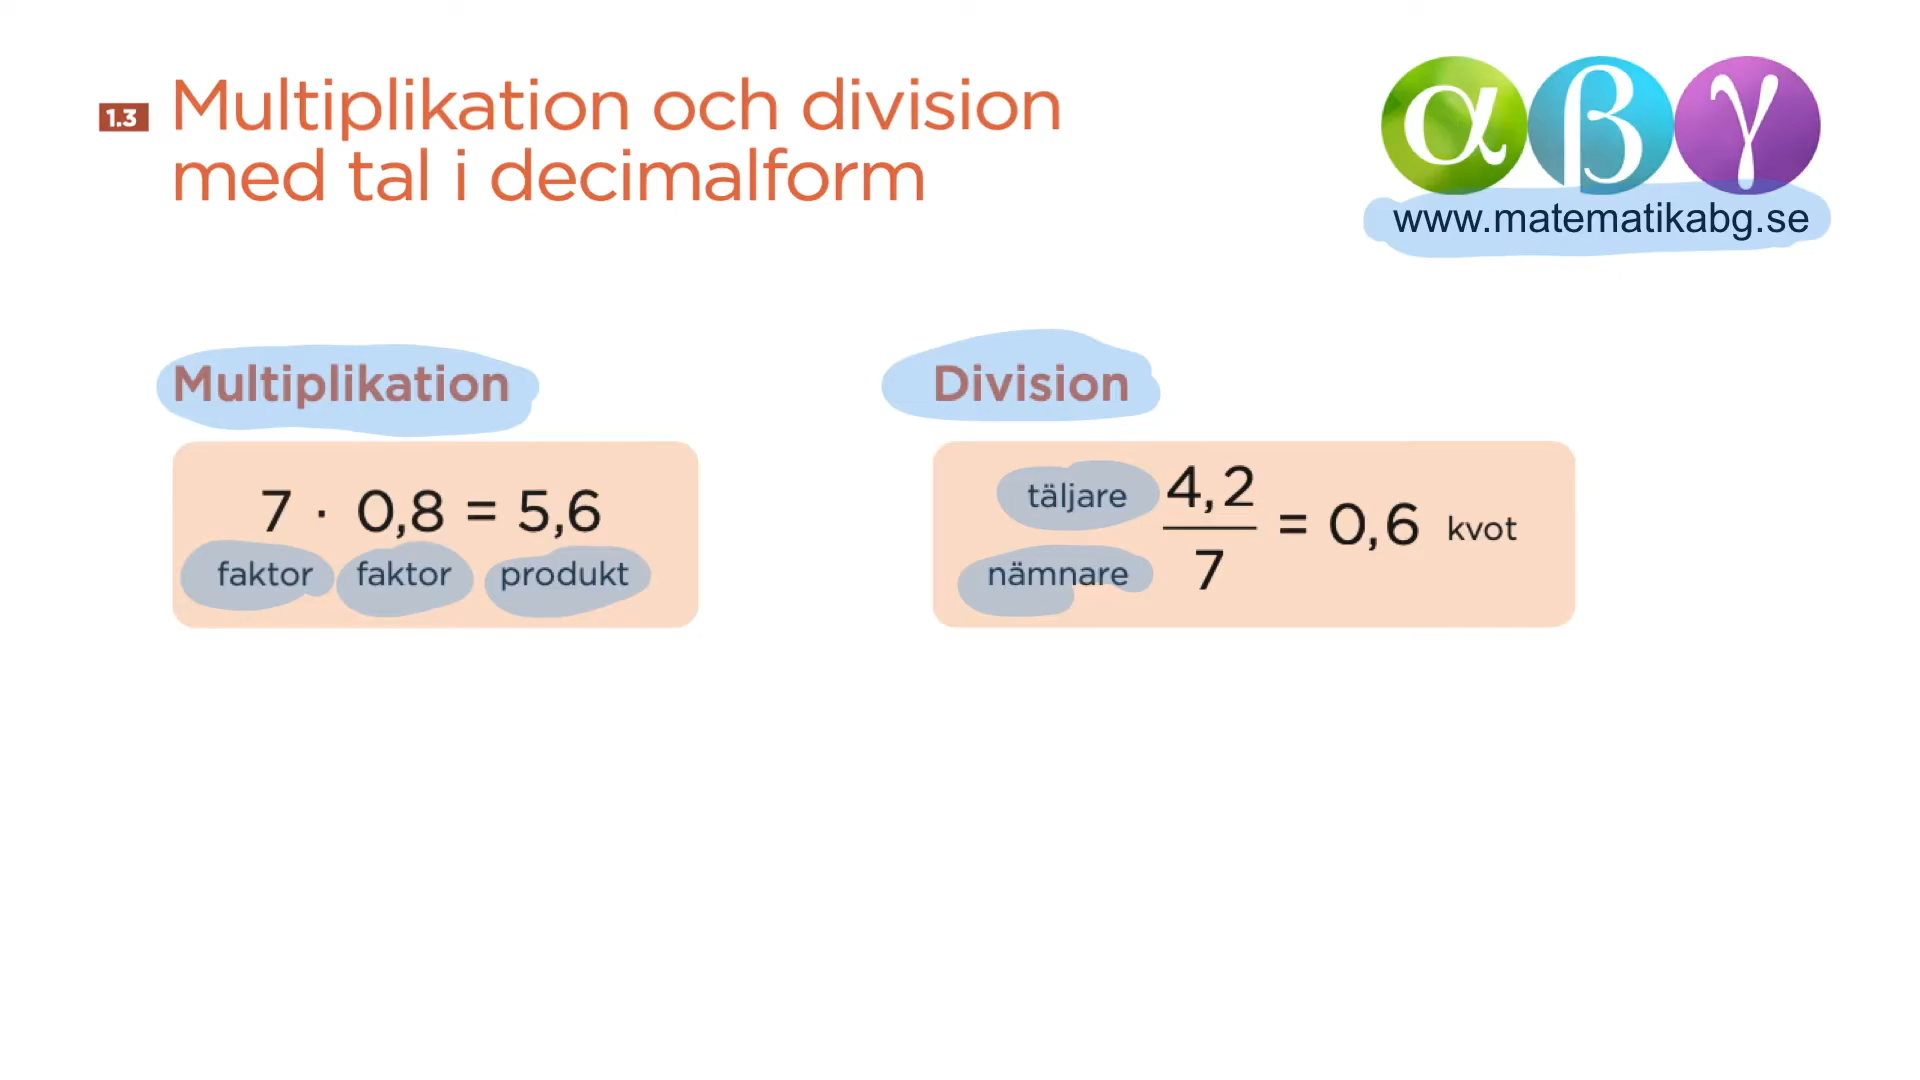 1.3 Multiplikation och division
med tal i decimalform
α β γ
www.matematikabg.se
Multiplikation
7 · 0,8 = 5,6
faktor faktor produkt
Division
täljare 4,2
= 0,6 kvot
nämnare 7